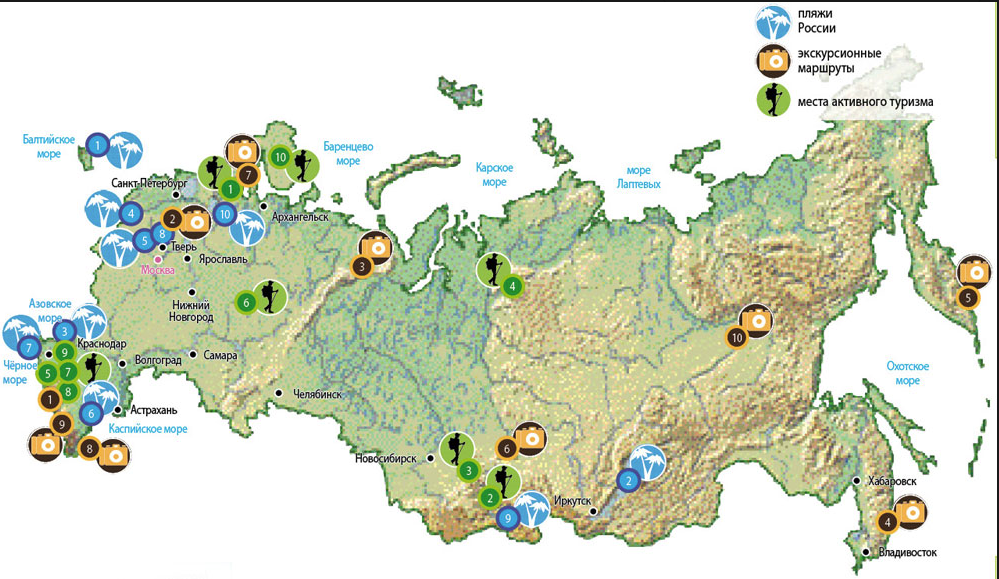 пляжи
России
экскурсионные
маршруты
места активного туризма
Балтийское
море
1
Баренцево
море
10
7
1
Карское
море
море
Лаптевых
Санкт-Петербург
4
2
10
Архангельск
5
8
Тверь
Ярославль
Москва
3
4
5
6
Нижний
Новгород
10
Азовское
море
3
7
Краснодар
9
Чёрное
море
5
7
Волгоград
Самара
Охотское
море
8
1
6
Астрахань
Челябинск
9
Каспийское море
8
Новосибирск
6
3
2
2
Иркутск
9
Хабаровск
4
Владивосток